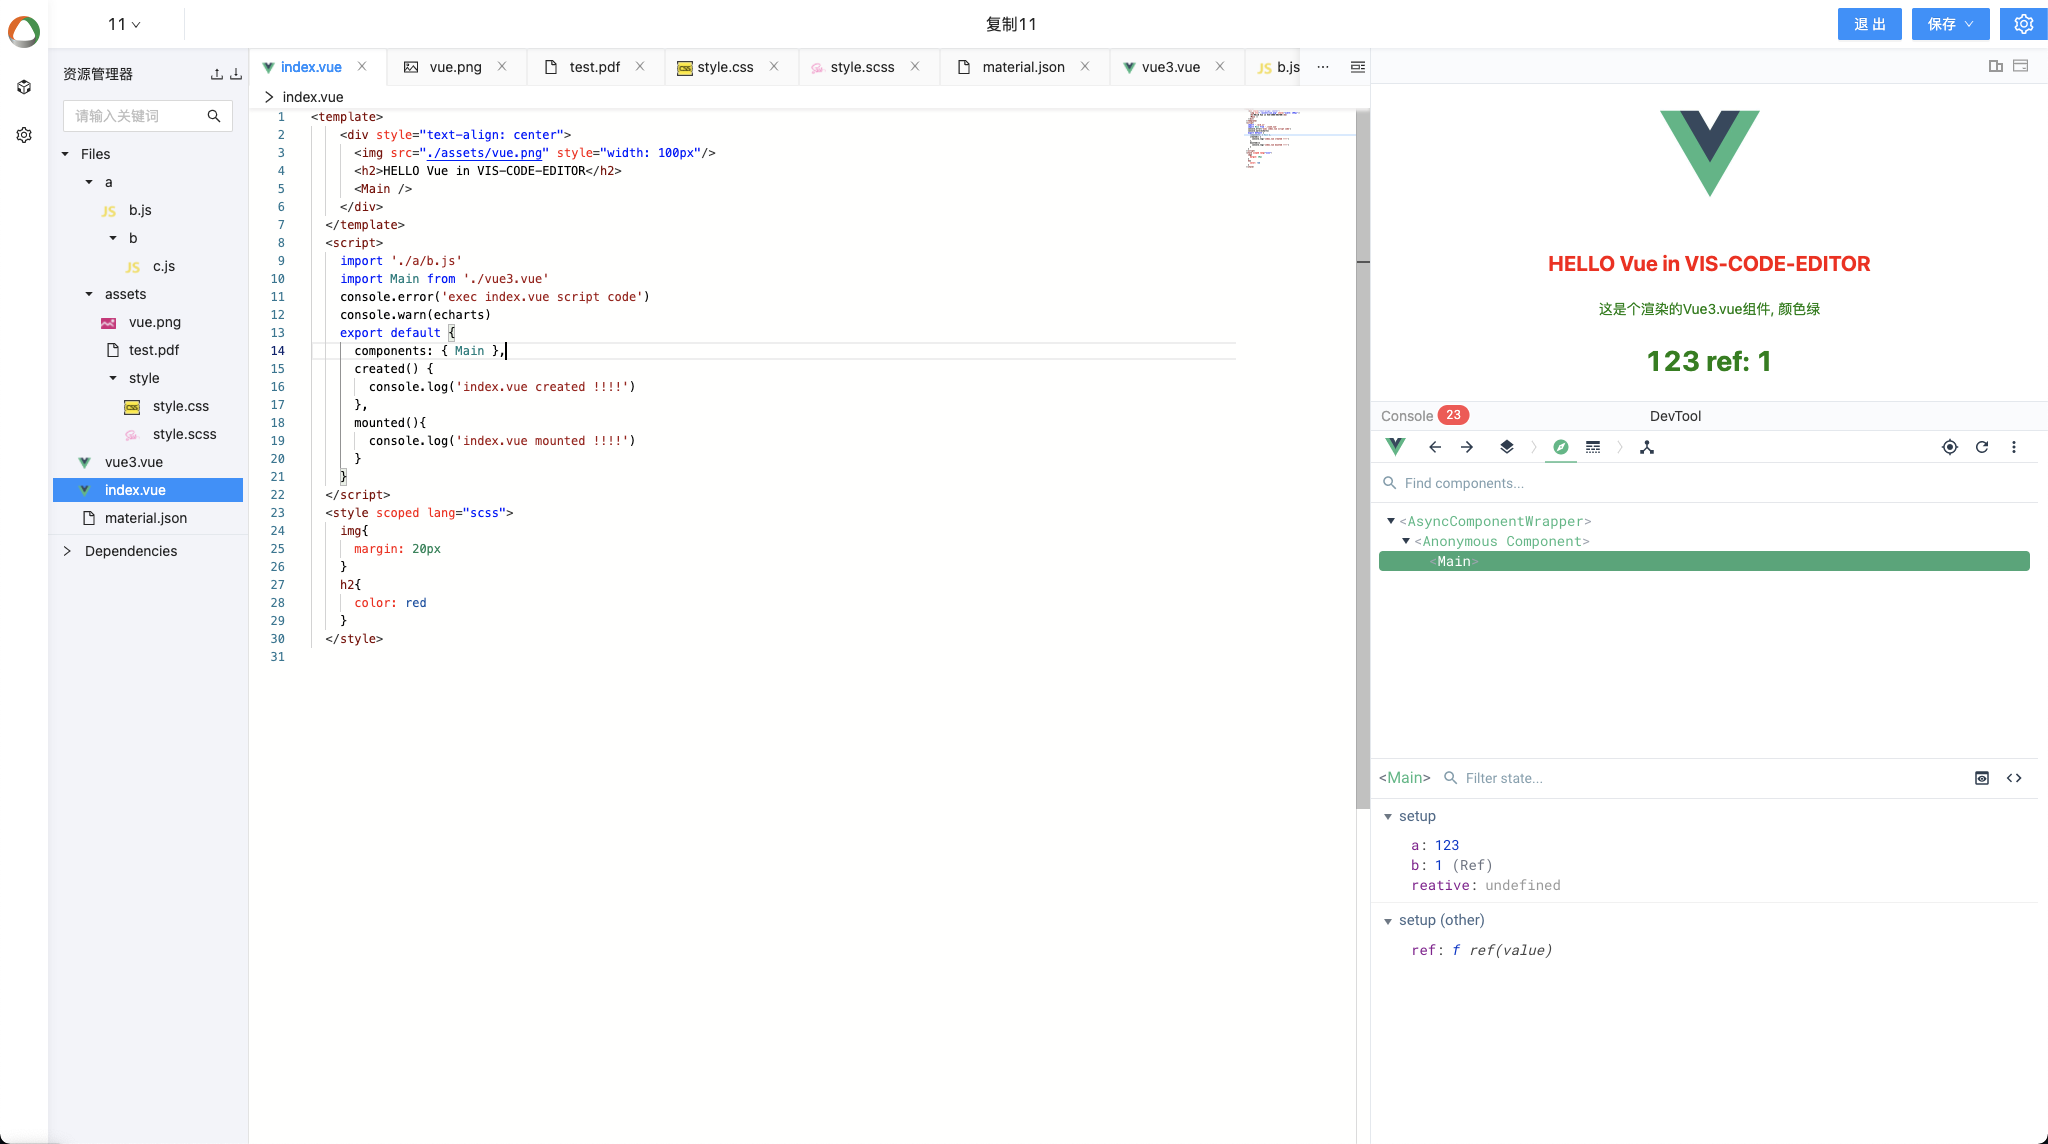 11
复制11
退 出
保存
资源管理器
请输入关键词
Files
a
JS b.js
b
JS c.js
assets
vue.png
test.pdf
style
CSS style.css
style.scss
vue3.vue
index.vue
material.json
Dependencies
index.vue
vue.png
test.pdf
CSS style.css
style.scss
material.json
vue3.vue
JS b.js
···
index.vue
1 <template>
2 <div style="text-align: center">
3 <img src="./assets/vue.png" style="width: 100px"/>
4 <h2>HELLO Vue in VIS-CODE-EDITOR</h2>
5 <Main />
6 </div>
7 </template>
8 <script>
9 import './a/b.js'
10 import Main from './vue3.vue'
11 console.error('exec index.vue script code')
12 console.warn(echarts)
13 export default {
14 components: { Main },
15 created() {
16 console.log('index.vue created !!!!')
17 },
18 mounted(){
19 console.log('index.vue mounted !!!!')
20 }
21 }
22 </script>
23 <style scoped lang="scss">
24 img{
25 margin: 20px
26 }
27 h2{
28 color: red
29 }
30 </style>
31
HELLO Vue in VIS-CODE-EDITOR
这是个渲染的Vue3.vue组件, 颜色绿
123 ref: 1
Console 23
DevTool
Find components...
<AsyncComponentWrapper>
<Anonymous Component>
<Main>
<Main>
Filter state...
setup
a: 123
b: 1 (Ref)
reative: undefined
setup (other)
ref: f ref(value)